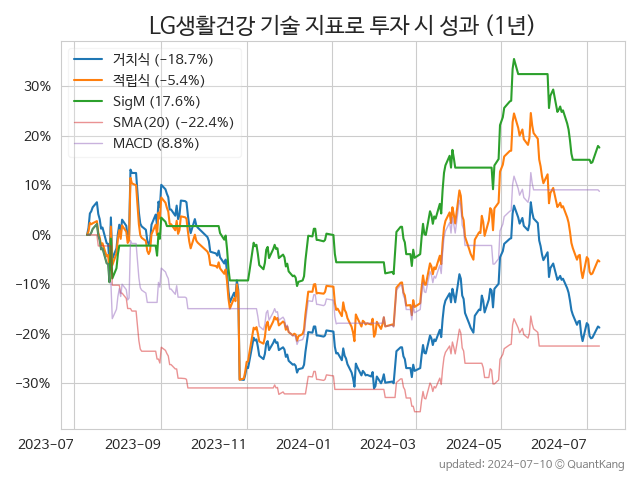 LG생활건강 기술 지표로 투자 시 성과 (1년)
거치식 (−18.7%)
적립식 (−5.4%)
SigM (17.6%)
SMA(20) (−22.4%)
MACD (8.8%)
30%
20%
10%
0%
−10%
−20%
−30%
2023-07 2023-09 2023-11 2024-01 2024-03 2024-05 2024-07
updated: 2024-07-10 ⓒ QuantKang